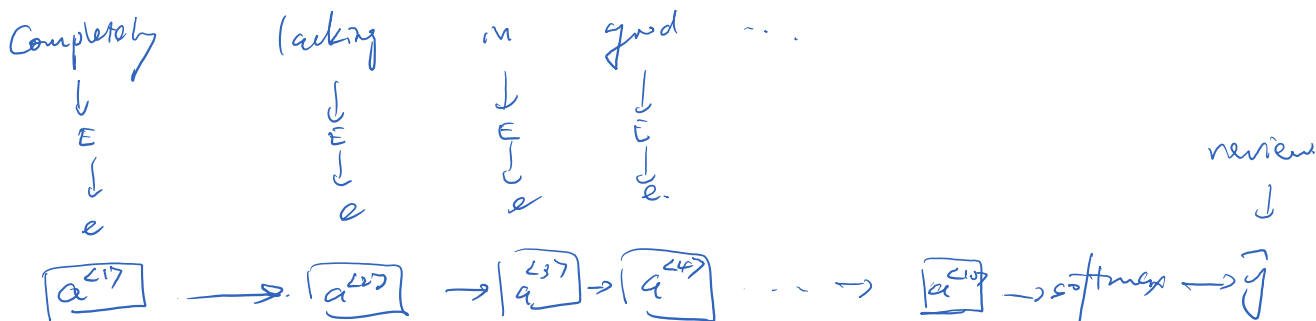 Completely lacking in good ...
E E E E
e e e e.
review
a<1> a<2> a<3> a<4> ... a<10> softmax ŷ